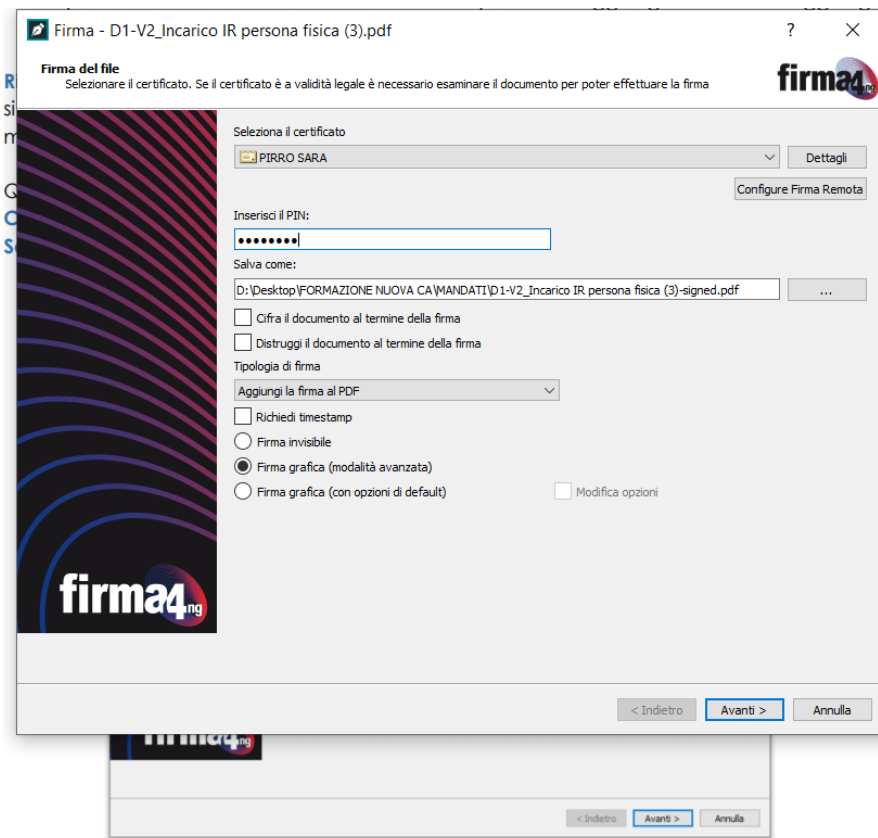 Firma - D1-V2_Incarico IR persona fisica (3).pdf
? ×
Firma del file
Selezionare il certificato. Se il certificato è a validità legale è necessario esaminare il documento per poter effettuare la firma
firma4ng
Seleziona il certificato
PIRRO SARA
Dettagli
Configure Firma Remota
Inserisci il PIN:
••••••••
Salva come:
D:\Desktop\FORMAZIONE NUOVA CA\MANDATI\D1-V2_Incarico IR persona fisica (3)-signed.pdf
...
Cifra il documento al termine della firma
Distruggi il documento al termine della firma
Tipologia di firma
Aggiungi la firma al PDF
Richiedi timestamp
Firma invisibile
Firma grafica (modalità avanzata)
Firma grafica (con opzioni di default)
Modifica opzioni
firma4ng
< Indietro
Avanti >
Annulla
< Indietro
Avanti >
Annulla